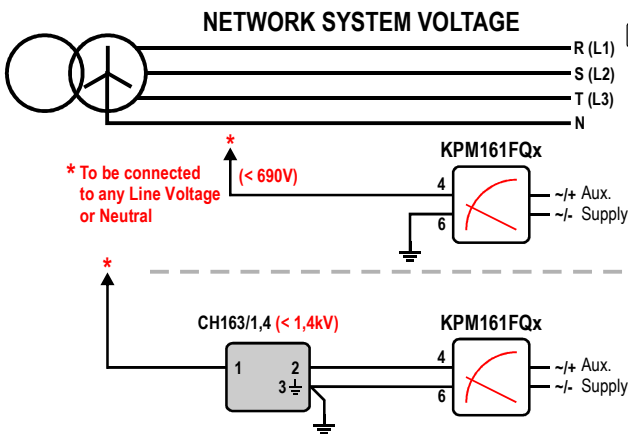 NETWORK SYSTEM VOLTAGE
R (L1)
S (L2)
T (L3)
N
*
* To be connected
to any Line Voltage
or Neutral
(< 690V)
KPM161FQx
4
6
~/+ Aux.
~/- Supply
*
CH163/1,4 (< 1,4kV)
1
2
3
KPM161FQx
4
6
~/+ Aux.
~/- Supply